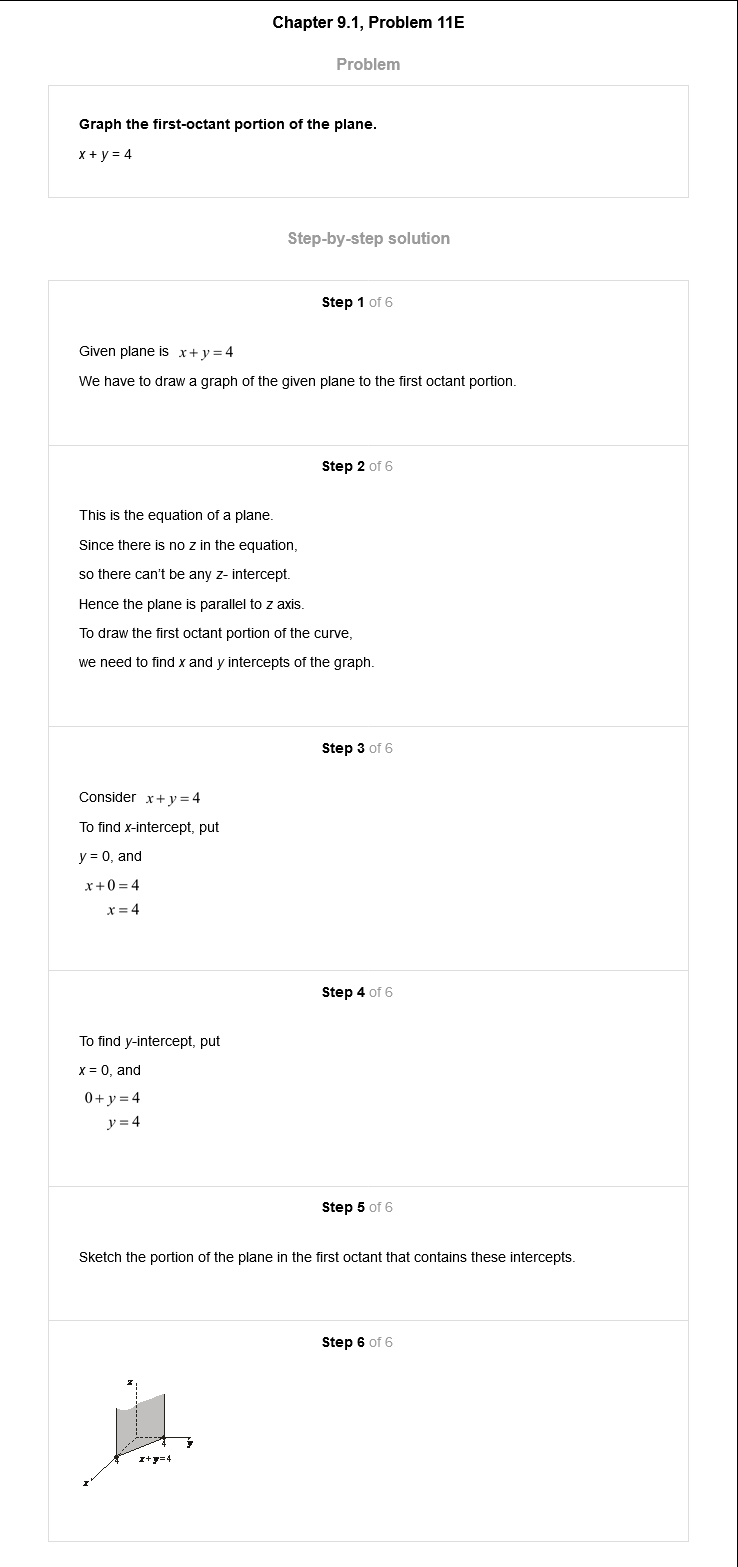 Chapter 9.1, Problem 11E
Problem
Graph the first-octant portion of the plane.
x + y = 4
Step-by-step solution
Step 1 of 6
Given plane is x + y = 4
We have to draw a graph of the given plane to the first octant portion.
Step 2 of 6
This is the equation of a plane.
Since there is no z in the equation,
so there can't be any z- intercept.
Hence the plane is parallel to z axis.
To draw the first octant portion of the curve,
we need to find x and y intercepts of the graph.
Step 3 of 6
Consider x + y = 4
To find x-intercept, put
y = 0, and
x + 0 = 4
x = 4
Step 4 of 6
To find y-intercept, put
x = 0, and
0 + y = 4
y = 4
Step 5 of 6
Sketch the portion of the plane in the first octant that contains these intercepts.
Step 6 of 6
z
4
y
4
x + y = 4
x